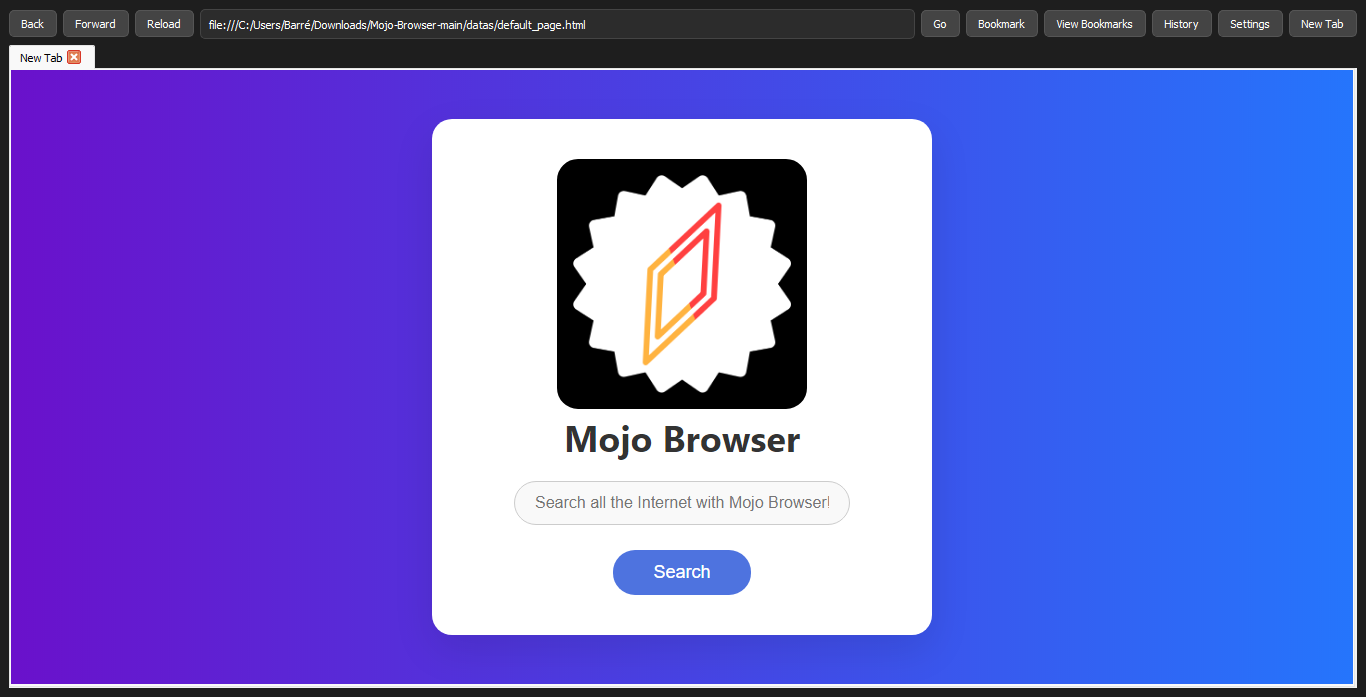 Back Forward Reload file:///C:/Users/Barré/Downloads/Mojo-Browser-main/datas/default_page.html Go Bookmark View Bookmarks History Settings New Tab
New Tab
Mojo Browser
Search all the Internet with Mojo Browser!
Search